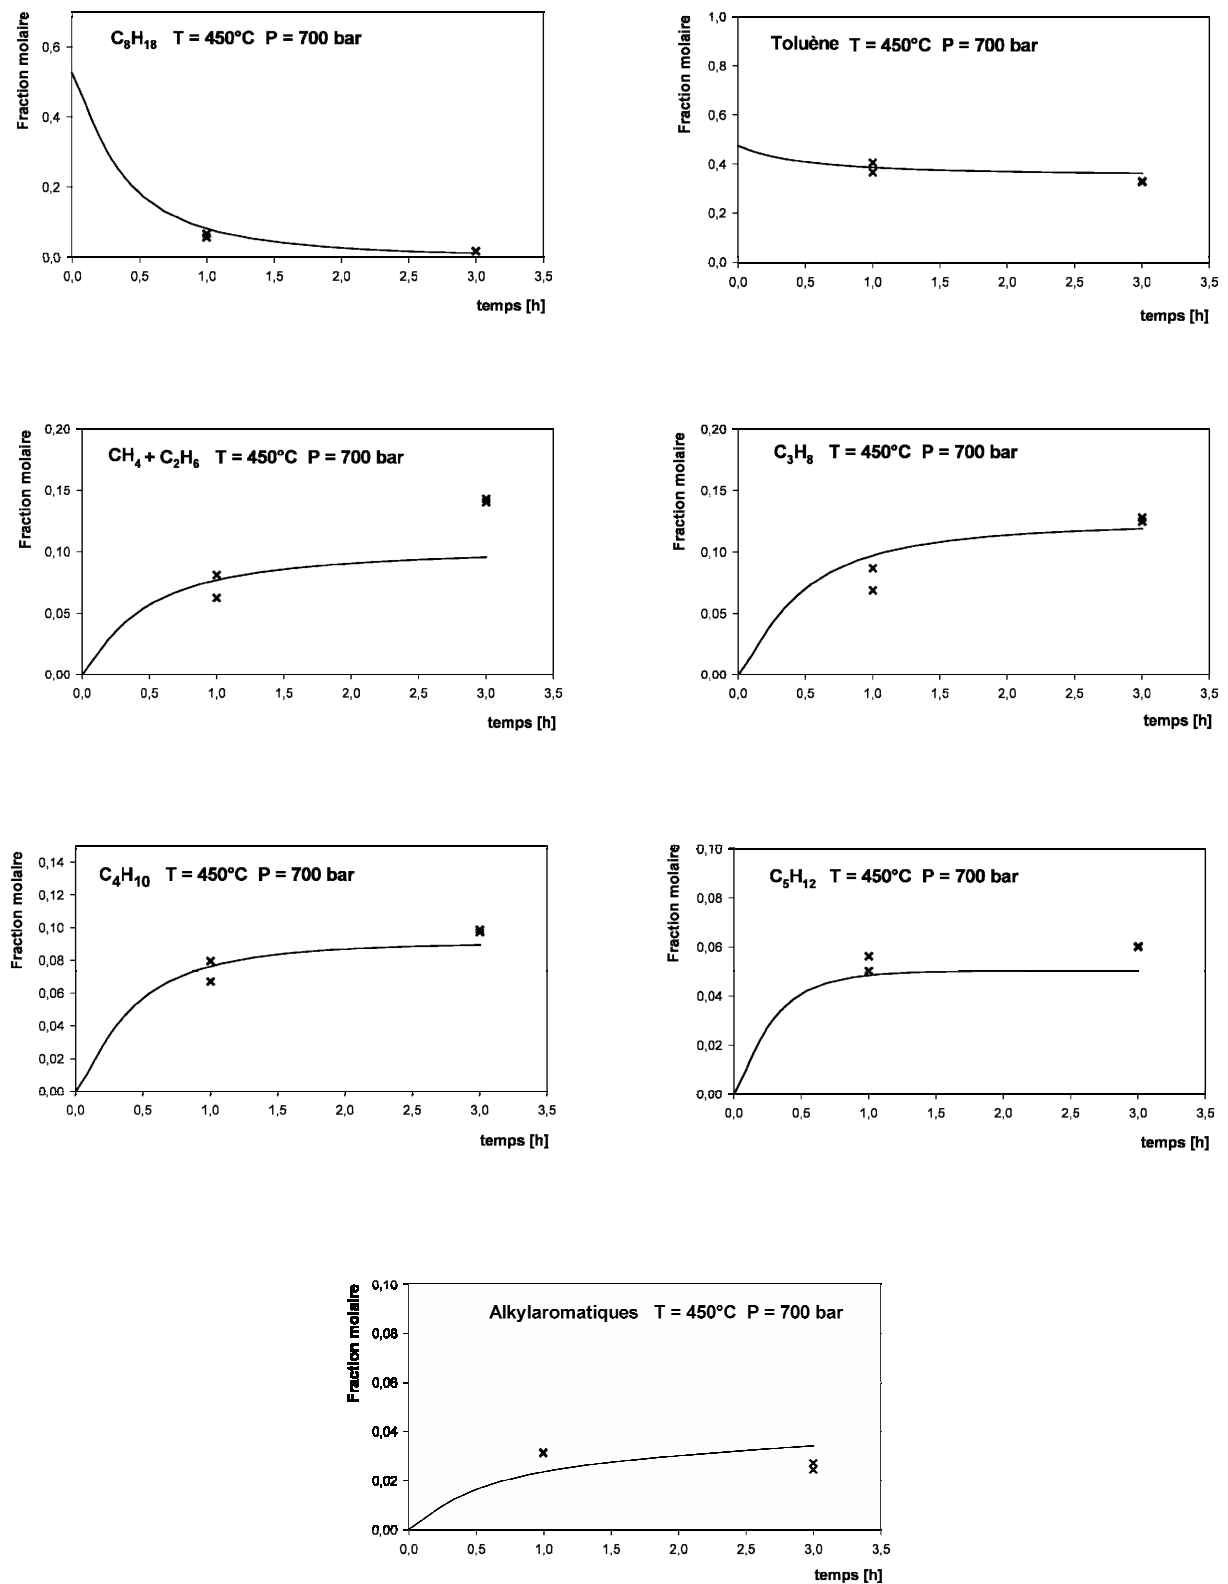 C8H18 T = 450°C P = 700 bar
Fraction molaire
0,6
0,4
0,2
0,0
0,0 0,5 1,0 1,5 2,0 2,5 3,0 3,5
temps [h]
Toluène T = 450°C P = 700 bar
Fraction molaire
1,0
0,8
0,6
0,4
0,2
0,0
0,0 0,5 1,0 1,5 2,0 2,5 3,0 3,5
temps [h]
CH4 + C2H6 T = 450°C P = 700 bar
Fraction molaire
0,20
0,15
0,10
0,05
0,00
0,0 0,5 1,0 1,5 2,0 2,5 3,0 3,5
temps [h]
C3H8 T = 450°C P = 700 bar
Fraction molaire
0,20
0,15
0,10
0,05
0,00
0,0 0,5 1,0 1,5 2,0 2,5 3,0 3,5
temps [h]
C4H10 T = 450°C P = 700 bar
Fraction molaire
0,14
0,12
0,10
0,08
0,06
0,04
0,02
0,00
0,0 0,5 1,0 1,5 2,0 2,5 3,0 3,5
temps [h]
C5H12 T = 450°C P = 700 bar
Fraction molaire
0,10
0,08
0,06
0,04
0,02
0,00
0,0 0,5 1,0 1,5 2,0 2,5 3,0 3,5
temps [h]
Alkylaromatiques T = 450°C P = 700 bar
Fraction molaire
0,10
0,08
0,06
0,04
0,02
0,00
0,0 0,5 1,0 1,5 2,0 2,5 3,0 3,5
temps [h]